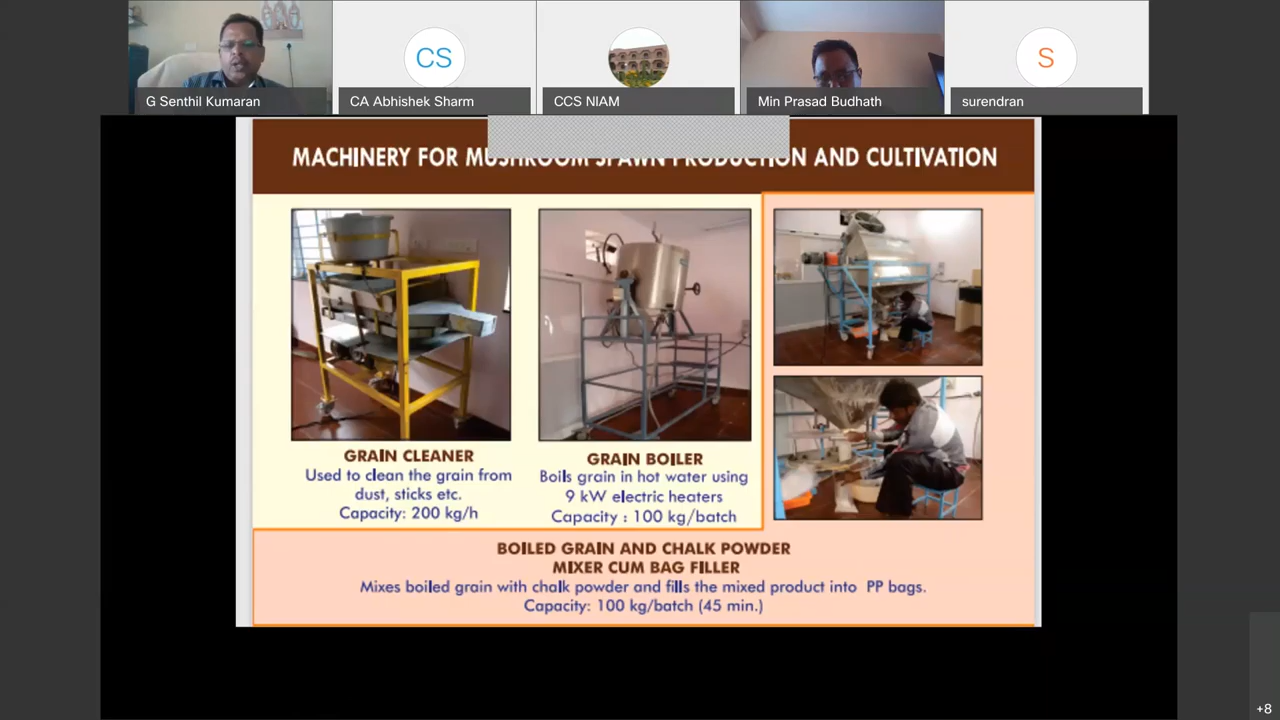 CS
S
G Senthil Kumaran
CA Abhishek Sharm
CCS NIAM
Min Prasad Budhath
surendran
MACHINERY FOR MUSHROOM SPAWN PRODUCTION AND CULTIVATION
GRAIN CLEANER
Used to clean the grain from
dust, sticks etc.
Capacity: 200 kg/h
GRAIN BOILER
Boils grain in hot water using
9 kW electric heaters
Capacity : 100 kg/batch
BOILED GRAIN AND CHALK POWDER
MIXER CUM BAG FILLER
Mixes boiled grain with chalk powder and fills the mixed product into PP bags.
Capacity: 100 kg/batch (45 min.)
+8